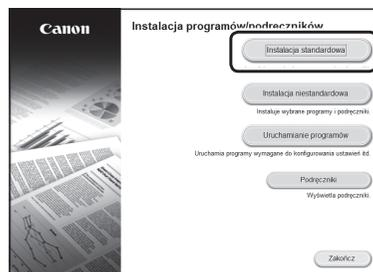 Canon
Instalacja programów/podręczników
Instalacja standardowa
Instalacja niestandardowa
Instaluje wybrane programy i podręczniki.
Uruchamianie programów
Uruchamia programy wymagane do konfigurowania ustawień itd.
Podręczniki
Wyświetla podręczniki.
Zakończ